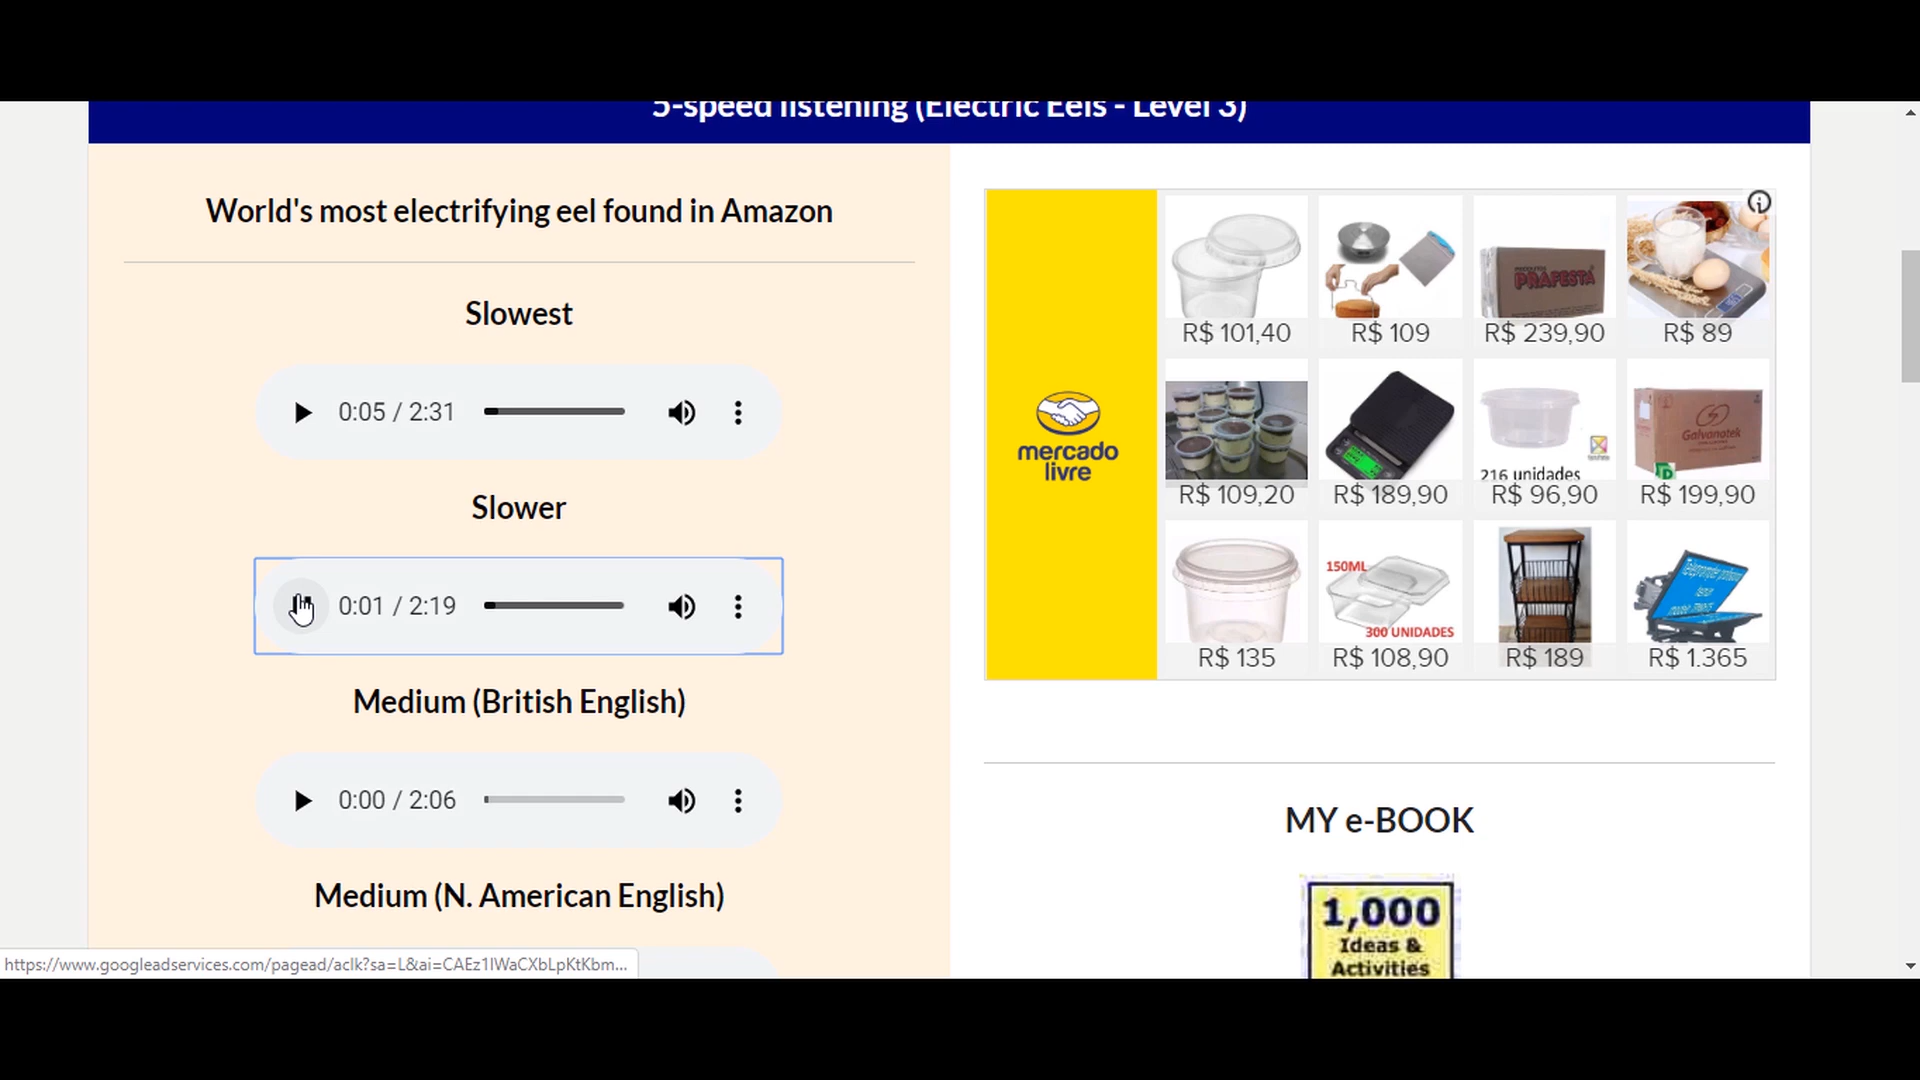 5-speed listening (Electric Eels - Level 3)
World's most electrifying eel found in Amazon
Slowest
0:05 / 2:31
Slower
0:01 / 2:19
Medium (British English)
0:00 / 2:06
Medium (N. American English)
https://www.googleadservices.com/pagead/aclk?sa=L&ai=CAEz1lWaCXbLpKtKbm...
mercado
livre
PRAFESTA
R$ 101,40
R$ 109
R$ 239,90
R$ 89
216 unidades
Galvanotek
R$ 109,20
R$ 189,90
R$ 96,90
R$ 199,90
150ML
300 UNIDADES
R$ 135
R$ 108,90
R$ 189
R$ 1.365
MY e-BOOK
1,000
Ideas &
Activities